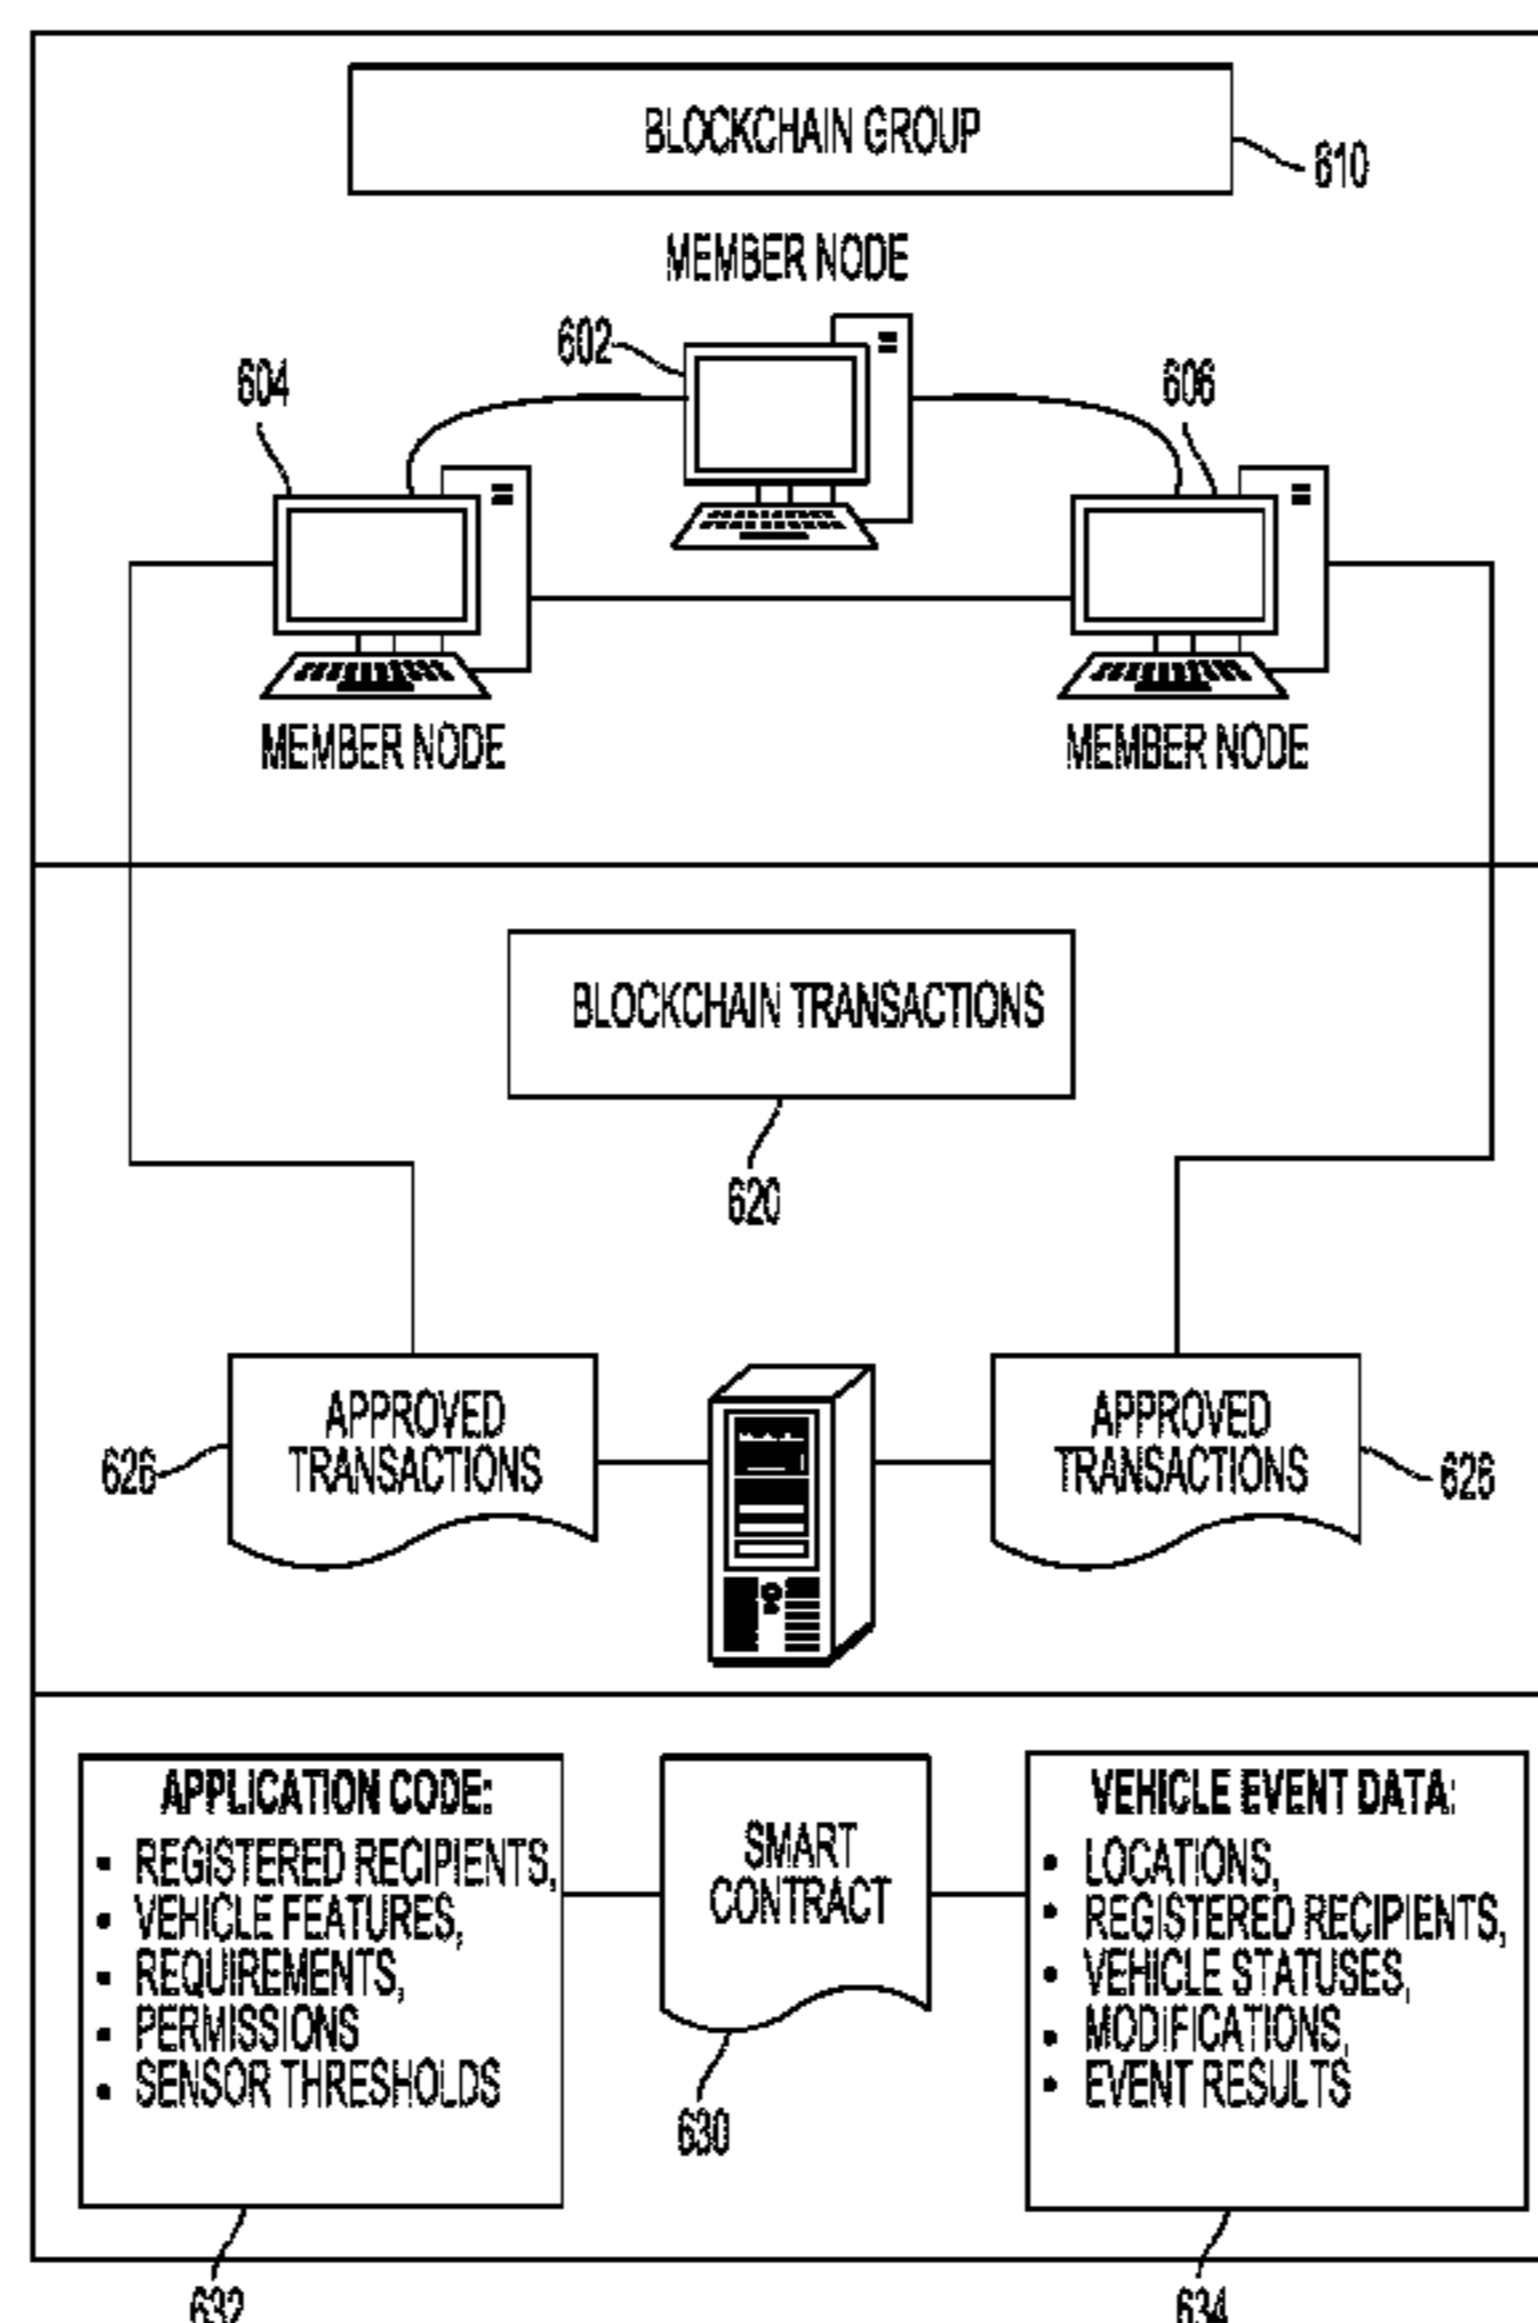 BLOCKCHAIN GROUP
610
MEMBER NODE
602
604
606
MEMBER NODE
MEMBER NODE
BLOCKCHAIN TRANSACTIONS
620
APPROVED
TRANSACTIONS
626
APPROVED
TRANSACTIONS
626
APPLICATION CODE:
• REGISTERED RECIPIENTS,
• VEHICLE FEATURES,
• REQUIREMENTS,
• PERMISSIONS
• SENSOR THRESHOLDS
SMART
CONTRACT
630
VEHICLE EVENT DATA:
• LOCATIONS,
• REGISTERED RECIPIENTS,
• VEHICLE STATUSES,
• MODIFICATIONS,
• EVENT RESULTS
632
634